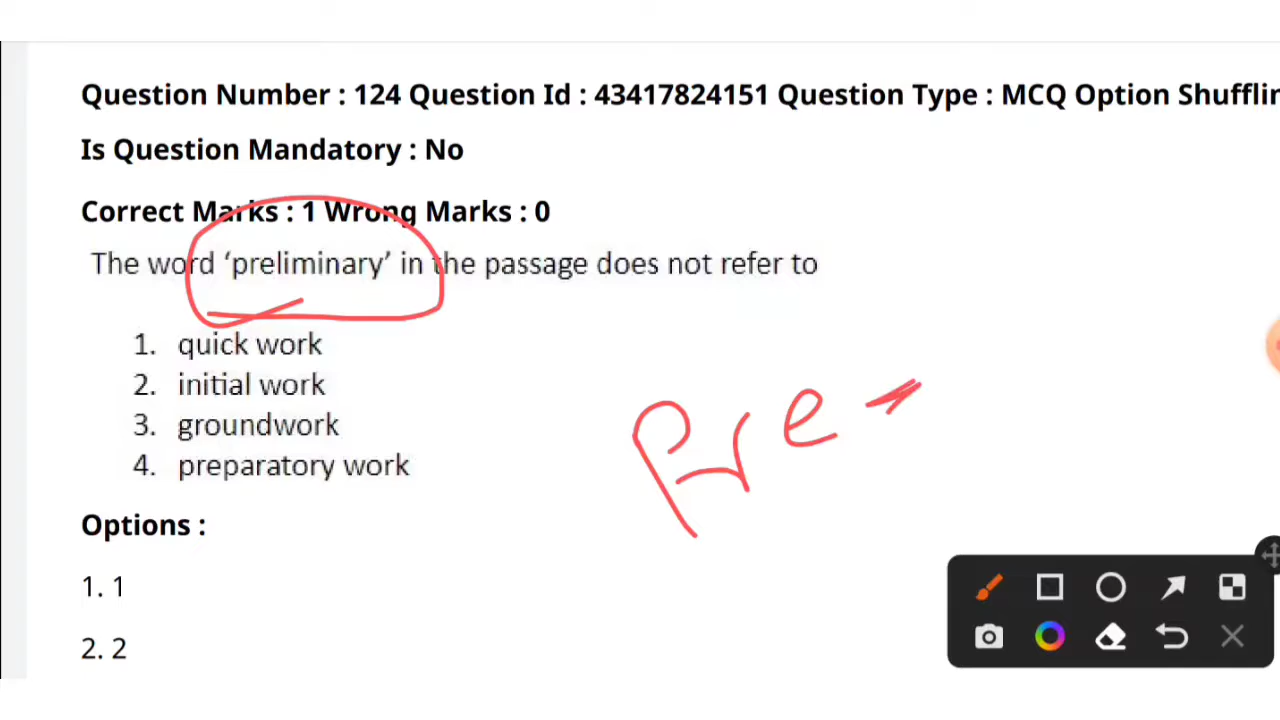 Question Number : 124 Question Id : 43417824151 Question Type : MCQ Option Shufflin
Is Question Mandatory : No
Correct Marks : 1 Wrong Marks : 0
The word ‘preliminary’ in the passage does not refer to
1. quick work
2. initial work
3. groundwork
4. preparatory work
Pre -
Options :
1. 1
2. 2